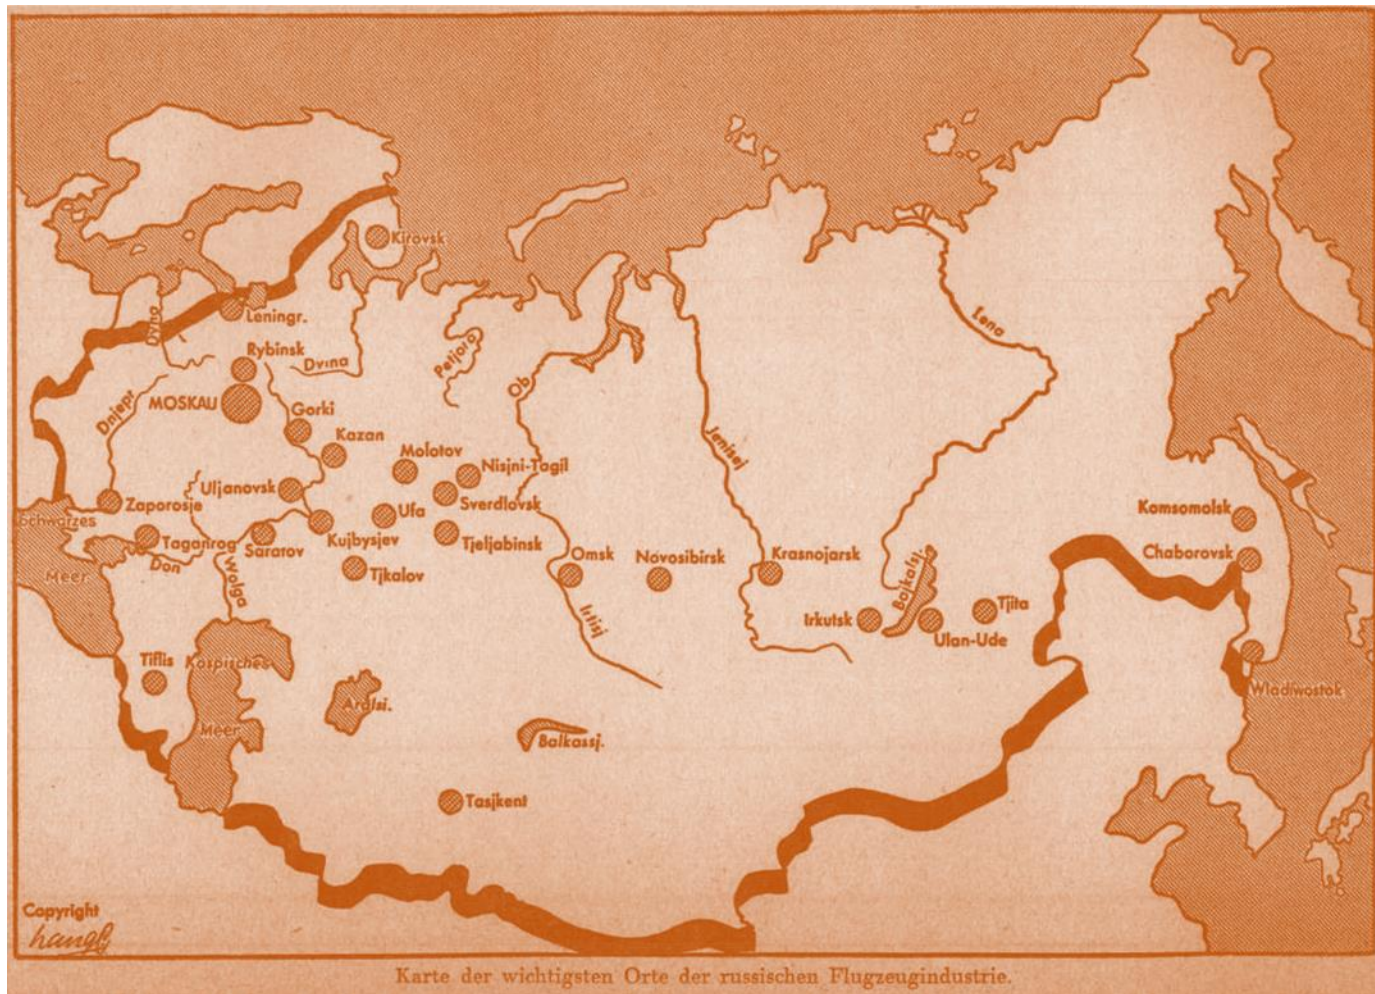 Kirovsk
Leningr.
Lena
Rybinsk
Dvina
Petjora
Ob
MOSKAU
Dnjepr
Gorki
Kazan
Molotov
Nisjni-Tagil
Jenisej
Uljanovsk
Sverdlovsk
Zaporosje
Ufa
Komsomolsk
Schwarzes
Meer
Taganrog
Don
Saratov
Kujbysjev
Tjeljabinsk
Wolga
Tjkalov
Omsk
Novosibirsk
Krasnojarsk
Chaborovsk
Irtisj
Irkutsk
Bajkalsj.
Ulan-Ude
Tjita
Tiflis
Kaspisches
Meer
Aralsj.
Balkassj.
Wladiwostok
Tasjkent
Copyright
Karte der wichtigsten Orte der russischen Flugzeugindustrie.